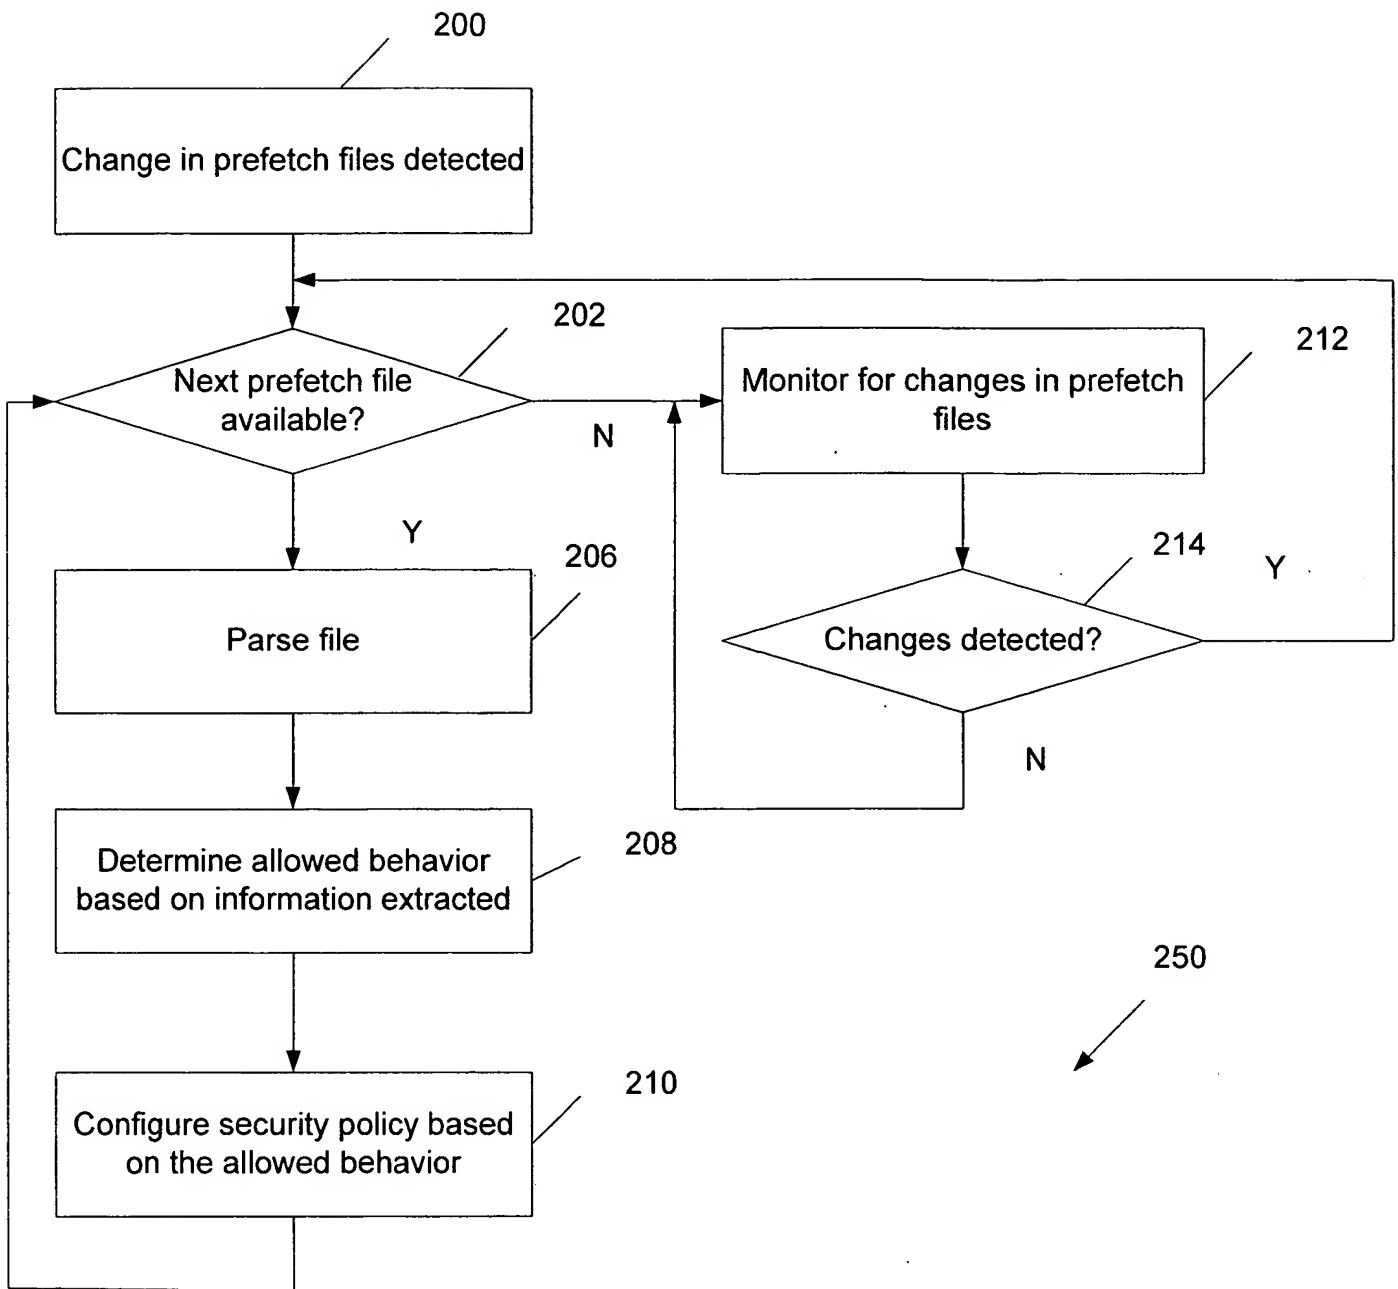 200
Change in prefetch files detected
202
Next prefetch file
available?
N
212
Monitor for changes in prefetch
files
Y
206
Parse file
214
Changes detected?
Y
N
208
Determine allowed behavior
based on information extracted
250
210
Configure security policy based
on the allowed behavior